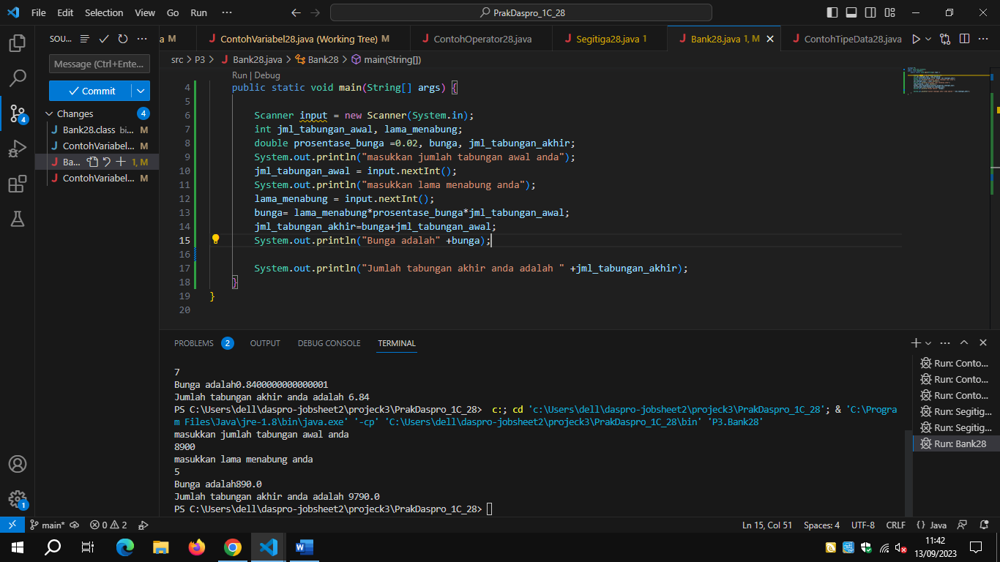 File Edit Selection View Go Run ···
PrakDaspro_1C_28
SOU...
a M
ContohVariabel28.java (Working Tree) M
ContohOperator28.java
Segitiga28.java 1
Bank28.java 1, M
ContohTipeData28.java
Message (Ctrl+Ente...
Commit
Changes 4
Bank28.class bi... M
ContohVariabel... M
Ba... 1, M
ContohVariabel... M
4
1
src > P3 > Bank28.java > Bank28 > main(String[])
Run | Debug
4 public static void main(String[] args) {
5
6 Scanner input = new Scanner(System.in);
7 int jml_tabungan_awal, lama_menabung;
8 double prosentase_bunga =0.02, bunga, jml_tabungan_akhir;
9 System.out.println("masukkan jumlah tabungan awal anda");
10 jml_tabungan_awal = input.nextInt();
11 System.out.println("masukkan lama menabung anda");
12 lama_menabung = input.nextInt();
13 bunga= lama_menabung*prosentase_bunga*jml_tabungan_awal;
14 jml_tabungan_akhir=bunga+jml_tabungan_awal;
15 System.out.println("Bunga adalah" +bunga);
16
17 System.out.println("Jumlah tabungan akhir anda adalah " +jml_tabungan_akhir);
18 }
19 }
20
PROBLEMS 2 OUTPUT DEBUG CONSOLE TERMINAL
7
Bunga adalah0.8400000000000001
Jumlah tabungan akhir anda adalah 6.84
PS C:\Users\dell\daspro-jobsheet2\projeck3\PrakDaspro_1C_28> c:; cd 'c:\Users\dell\daspro-jobsheet2\projeck3\PrakDaspro_1C_28'; & 'C:\Progra
m Files\Java\jre-1.8\bin\java.exe' '-cp' 'C:\Users\dell\daspro-jobsheet2\projeck3\PrakDaspro_1C_28\bin' 'P3.Bank28'
masukkan jumlah tabungan awal anda
8900
masukkan lama menabung anda
5
Bunga adalah890.0
Jumlah tabungan akhir anda adalah 9790.0
PS C:\Users\dell\daspro-jobsheet2\projeck3\PrakDaspro_1C_28>
Run: Conto...
Run: Conto...
Run: Conto...
Run: Segitig...
Run: Segitig...
Run: Bank28
main* 0 2
Ln 15, Col 51 Spaces: 4 UTF-8 CRLF {} Java
11:42
13/09/2023